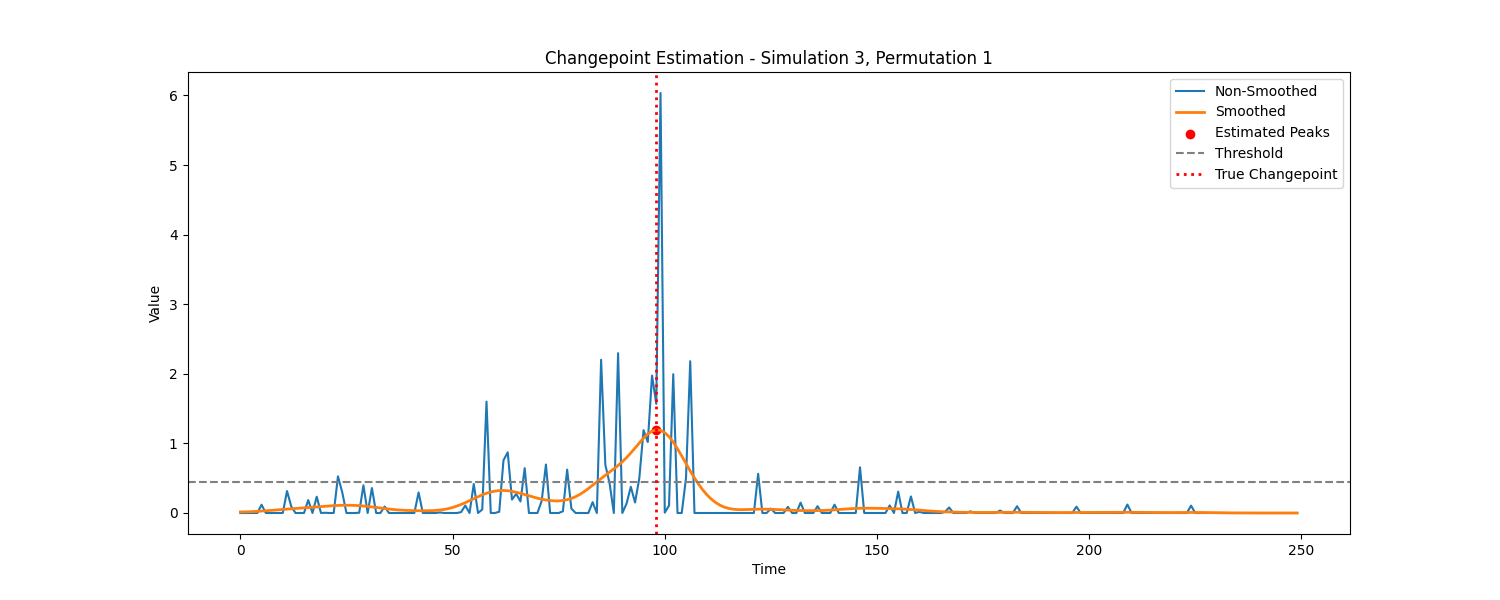 Changepoint Estimation - Simulation 3, Permutation 1
Non-Smoothed
Smoothed
Estimated Peaks
Threshold
True Changepoint
Value
6
5
4
3
2
1
0
0
50
100
150
200
250
Time